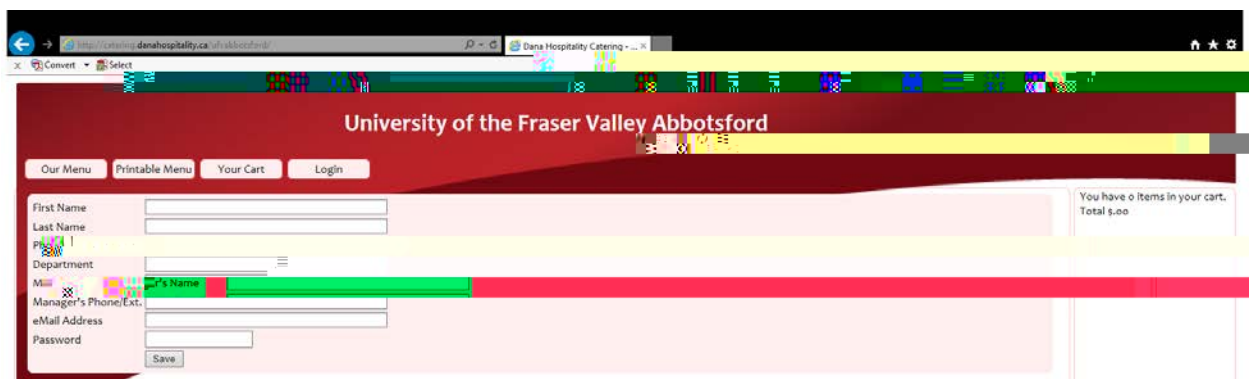 http://catering.danahospitality.ca/ufvabbotsford/
Dana Hospitality Catering - ...
x Convert Select
University of the Fraser Valley Abbotsford
Our Menu Printable Menu Your Cart Login
You have 0 items in your cart.
Total $.00
First Name
Last Name
Department
r's Name
Manager's Phone/Ext.
eMail Address
Password
Save